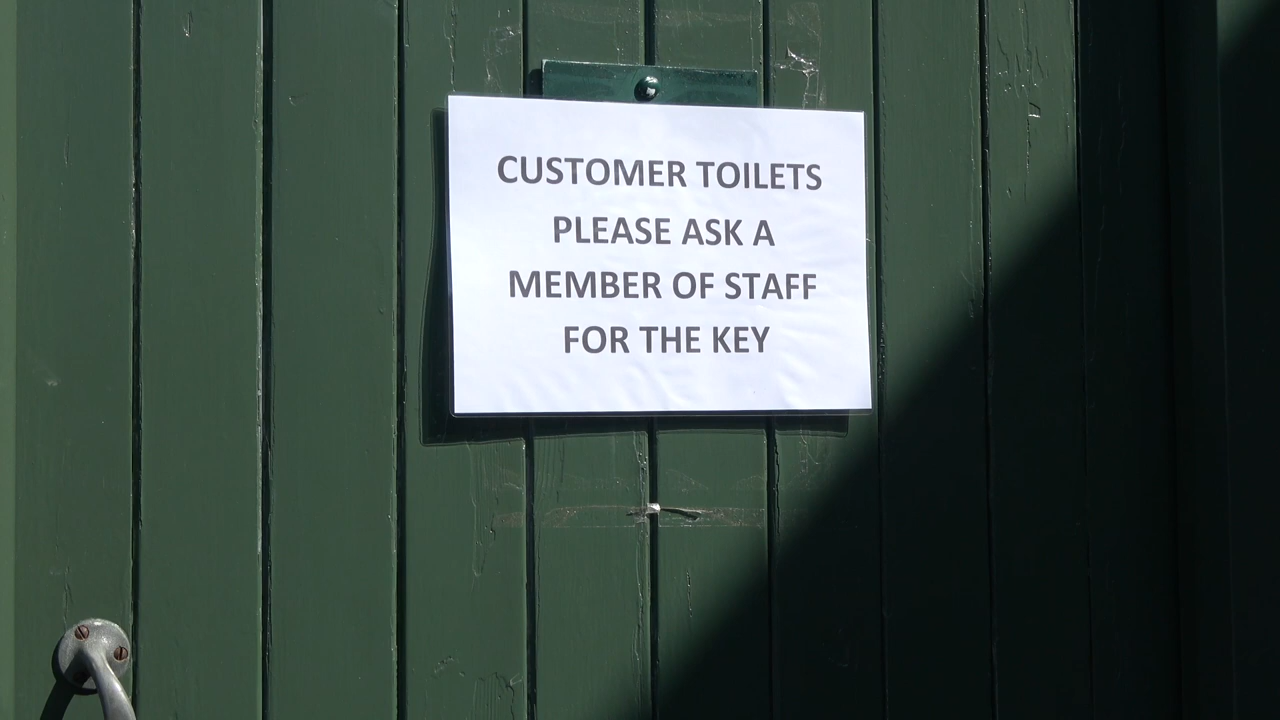 CUSTOMER TOILETS
PLEASE ASK A
MEMBER OF STAFF
FOR THE KEY